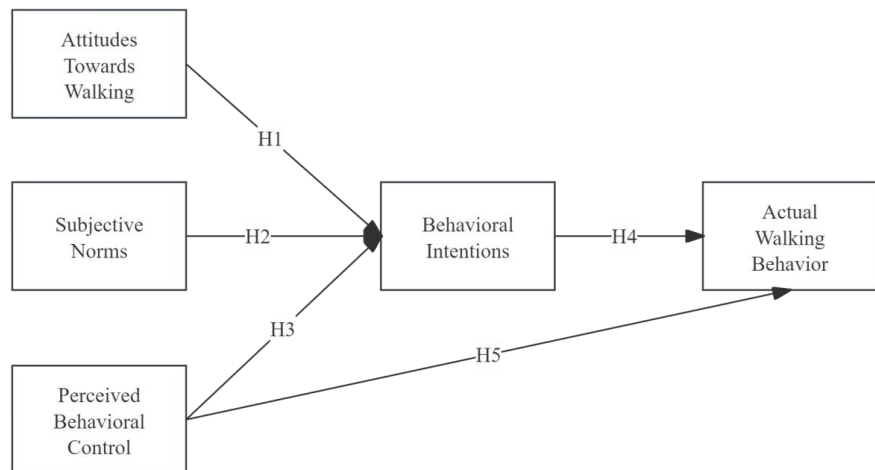 Attitudes
Towards
Walking
H1
Subjective
Norms
H2
Behavioral
Intentions
H4
Actual
Walking
Behavior
H3
H5
Perceived
Behavioral
Control